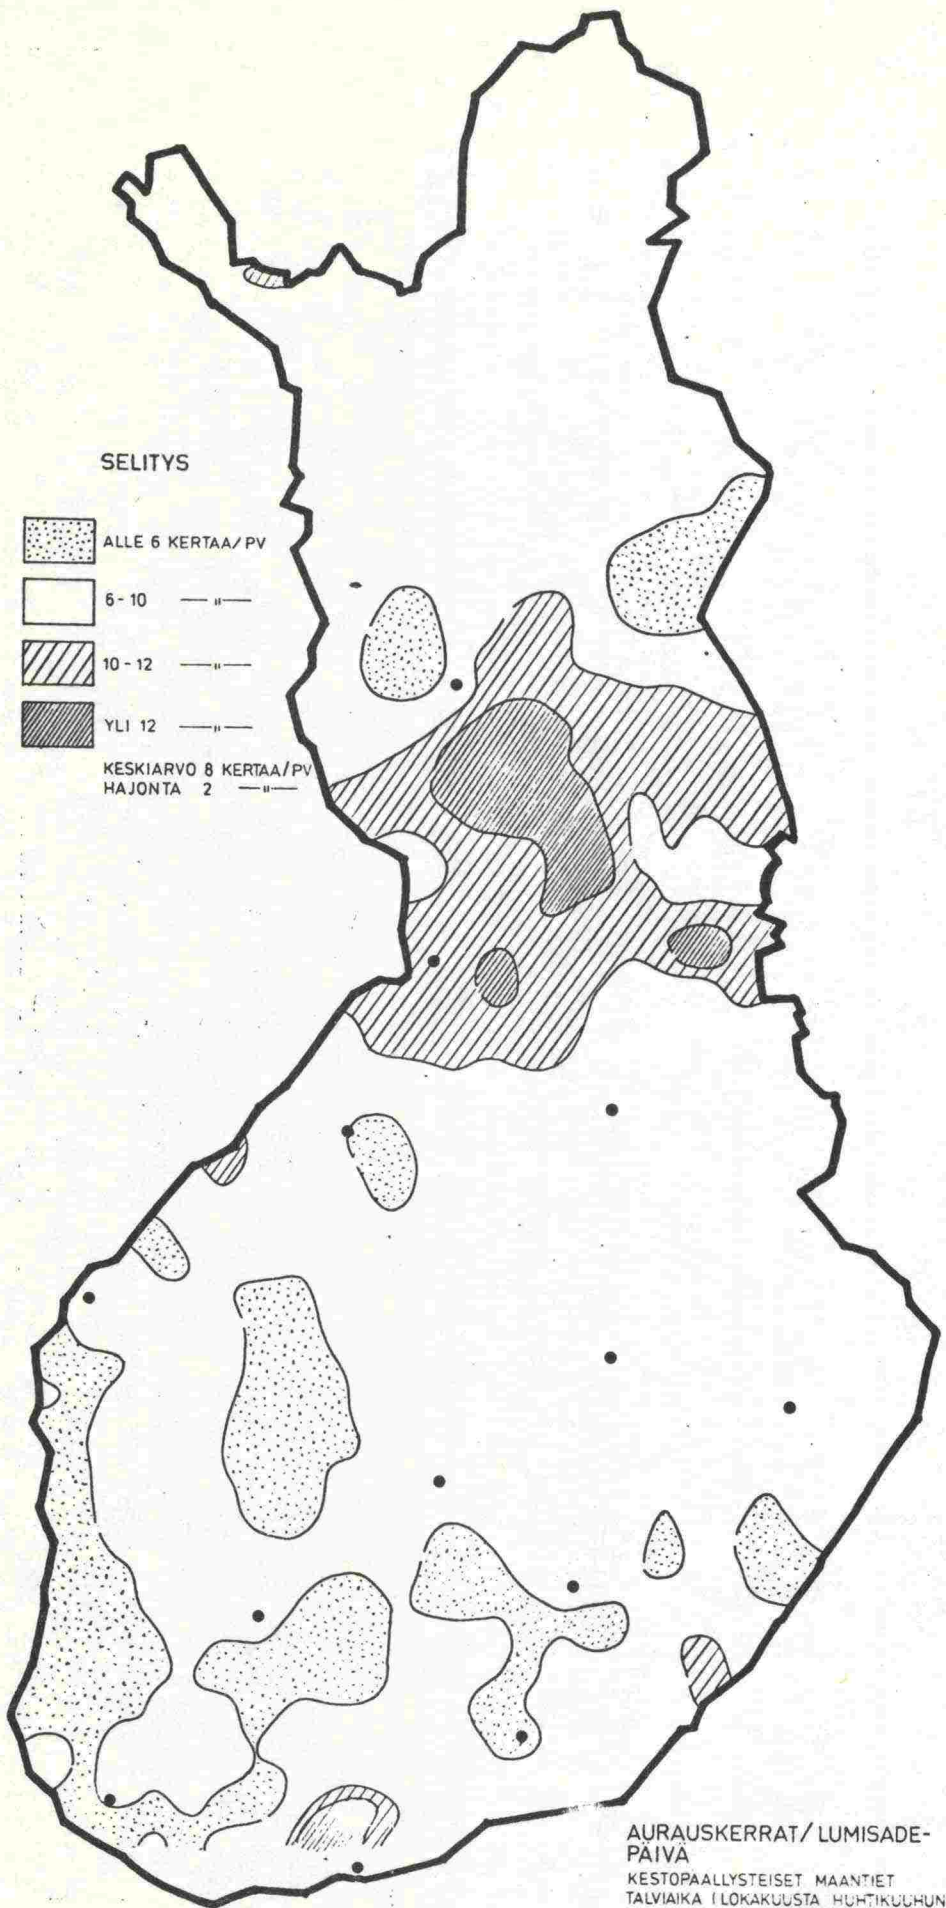 SELITYS
ALLE 6 KERTAA/PV
6-10 —"—
10-12 —"—
YLI 12 —"—
KESKIARVO 8 KERTAA/PV
HAJONTA 2 —"—
AURAUSKERRAT/LUMISADE-
PÄIVÄ
KESTOPÄÄLLYSTEISET MAANTIET
TALVIAIKA (LOKAKUUSTA HUHTIKUUHUN